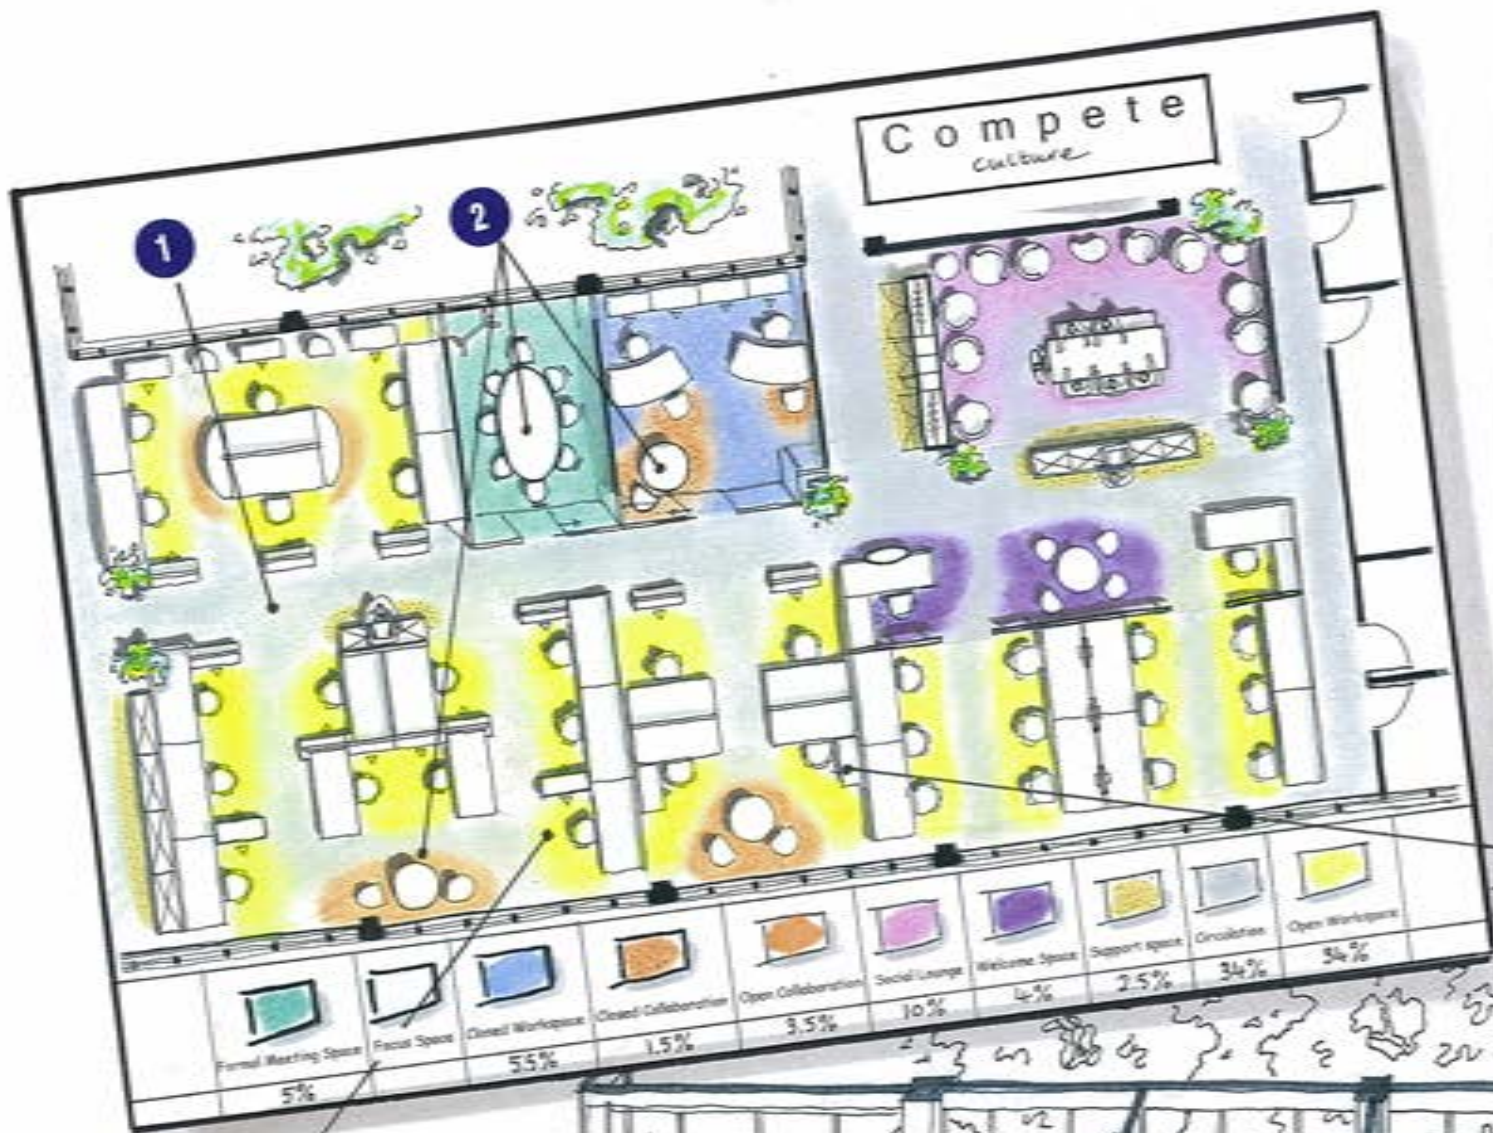 Compete
culture
1
2
Formal Meeting Space
Focus Space
Closed Workspace
Closed Collaboration
Open Collaboration
Social Lounge
Welcome Space
Support space
Circulation
Open Workspace
5%
5.5%
1.5%
3.5%
10%
4%
2.5%
34%
34%